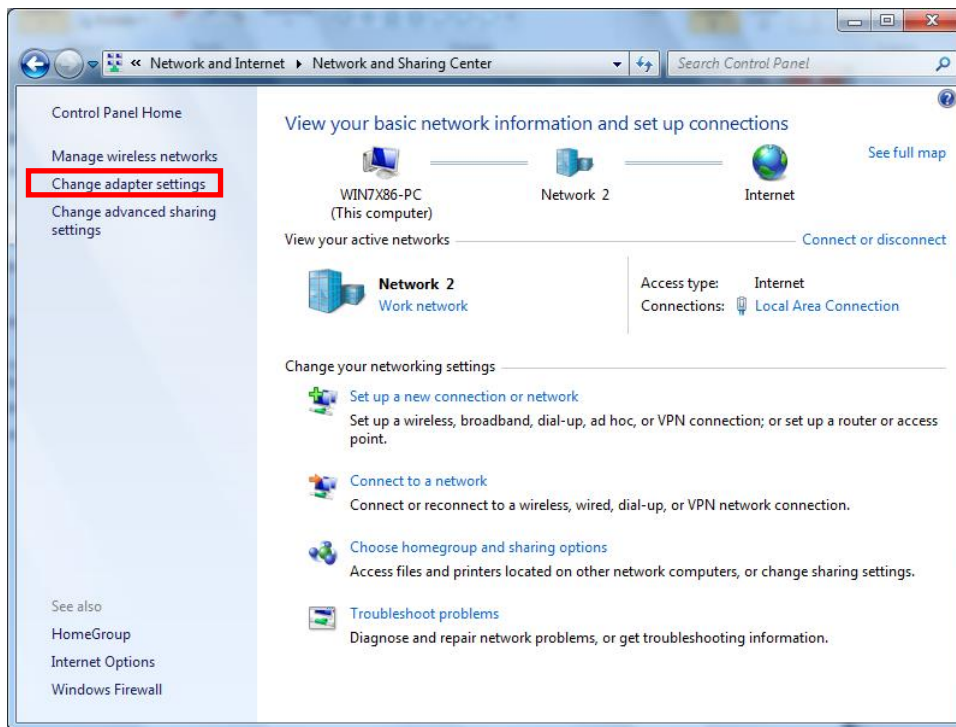 « Network and Internet ▸ Network and Sharing Center
Search Control Panel
Control Panel Home
Manage wireless networks
Change adapter settings
Change advanced sharing
settings
See also
HomeGroup
Internet Options
Windows Firewall
View your basic network information and set up connections
See full map
WIN7X86-PC
(This computer)
Network 2
Internet
View your active networks
Connect or disconnect
Network 2
Work network
Access type: Internet
Connections: Local Area Connection
Change your networking settings
Set up a new connection or network
Set up a wireless, broadband, dial-up, ad hoc, or VPN connection; or set up a router or access
point.
Connect to a network
Connect or reconnect to a wireless, wired, dial-up, or VPN network connection.
Choose homegroup and sharing options
Access files and printers located on other network computers, or change sharing settings.
Troubleshoot problems
Diagnose and repair network problems, or get troubleshooting information.